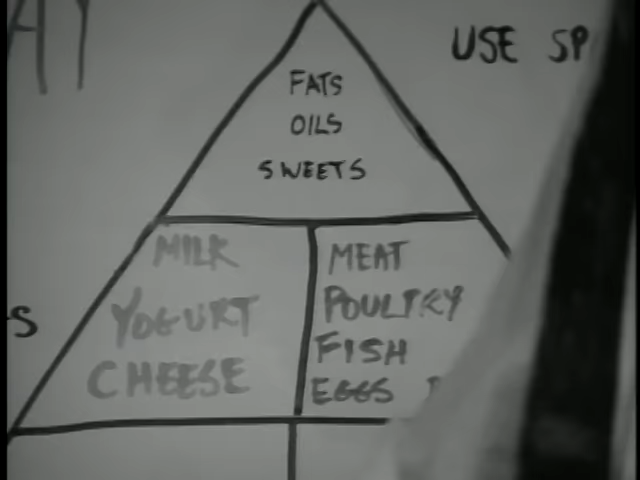 USE SP
FATS
OILS
SWEETS
MILK
YOGURT
CHEESE
MEAT
POULTRY
FISH
EGGS
S